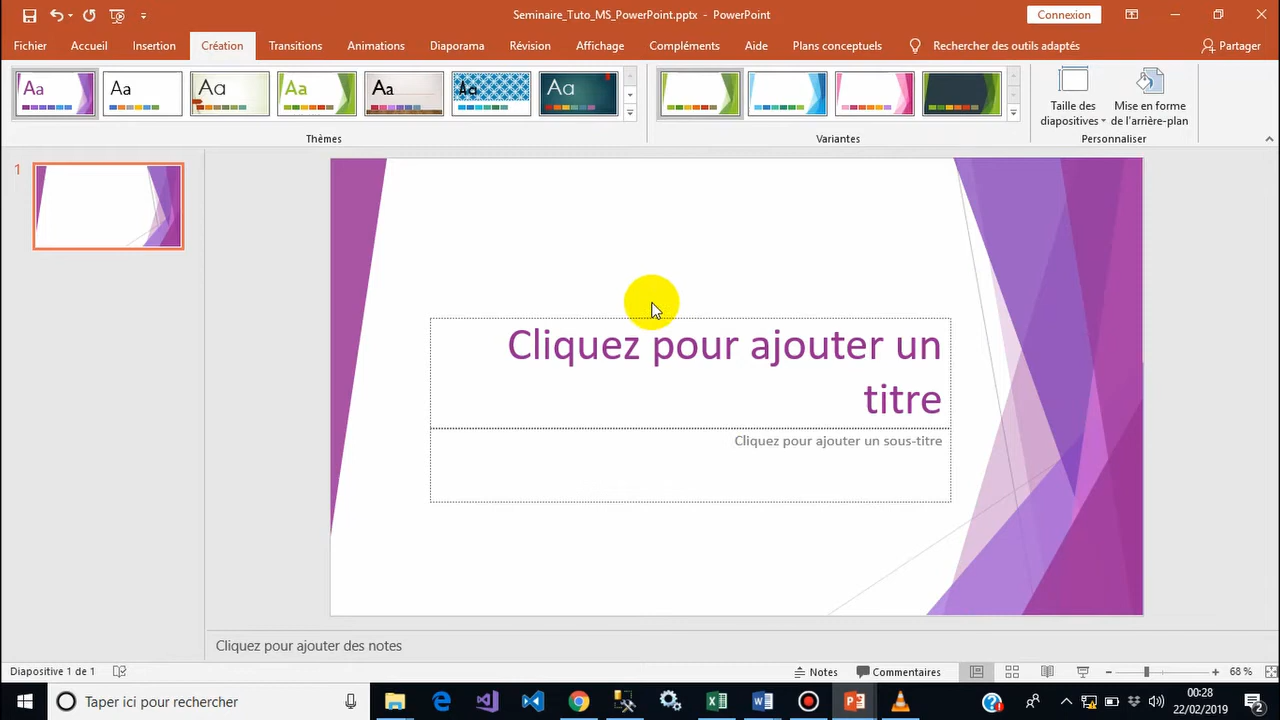 Seminaire_Tuto_MS_PowerPoint.pptx - PowerPoint
Connexion
Fichier Accueil Insertion Création Transitions Animations Diaporama Révision Affichage Compléments Aide Plans conceptuels Rechercher des outils adaptés Partager
Aa Aa Aa Aa Aa Aa Aa
Taille des diapositives
Mise en forme de l'arrière-plan
Thèmes Variantes Personnaliser
1
Cliquez pour ajouter un
titre
Cliquez pour ajouter un sous-titre
Cliquez pour ajouter des notes
Diapositive 1 de 1 Notes Commentaires 68 %
Taper ici pour rechercher
00:28
22/02/2019
2